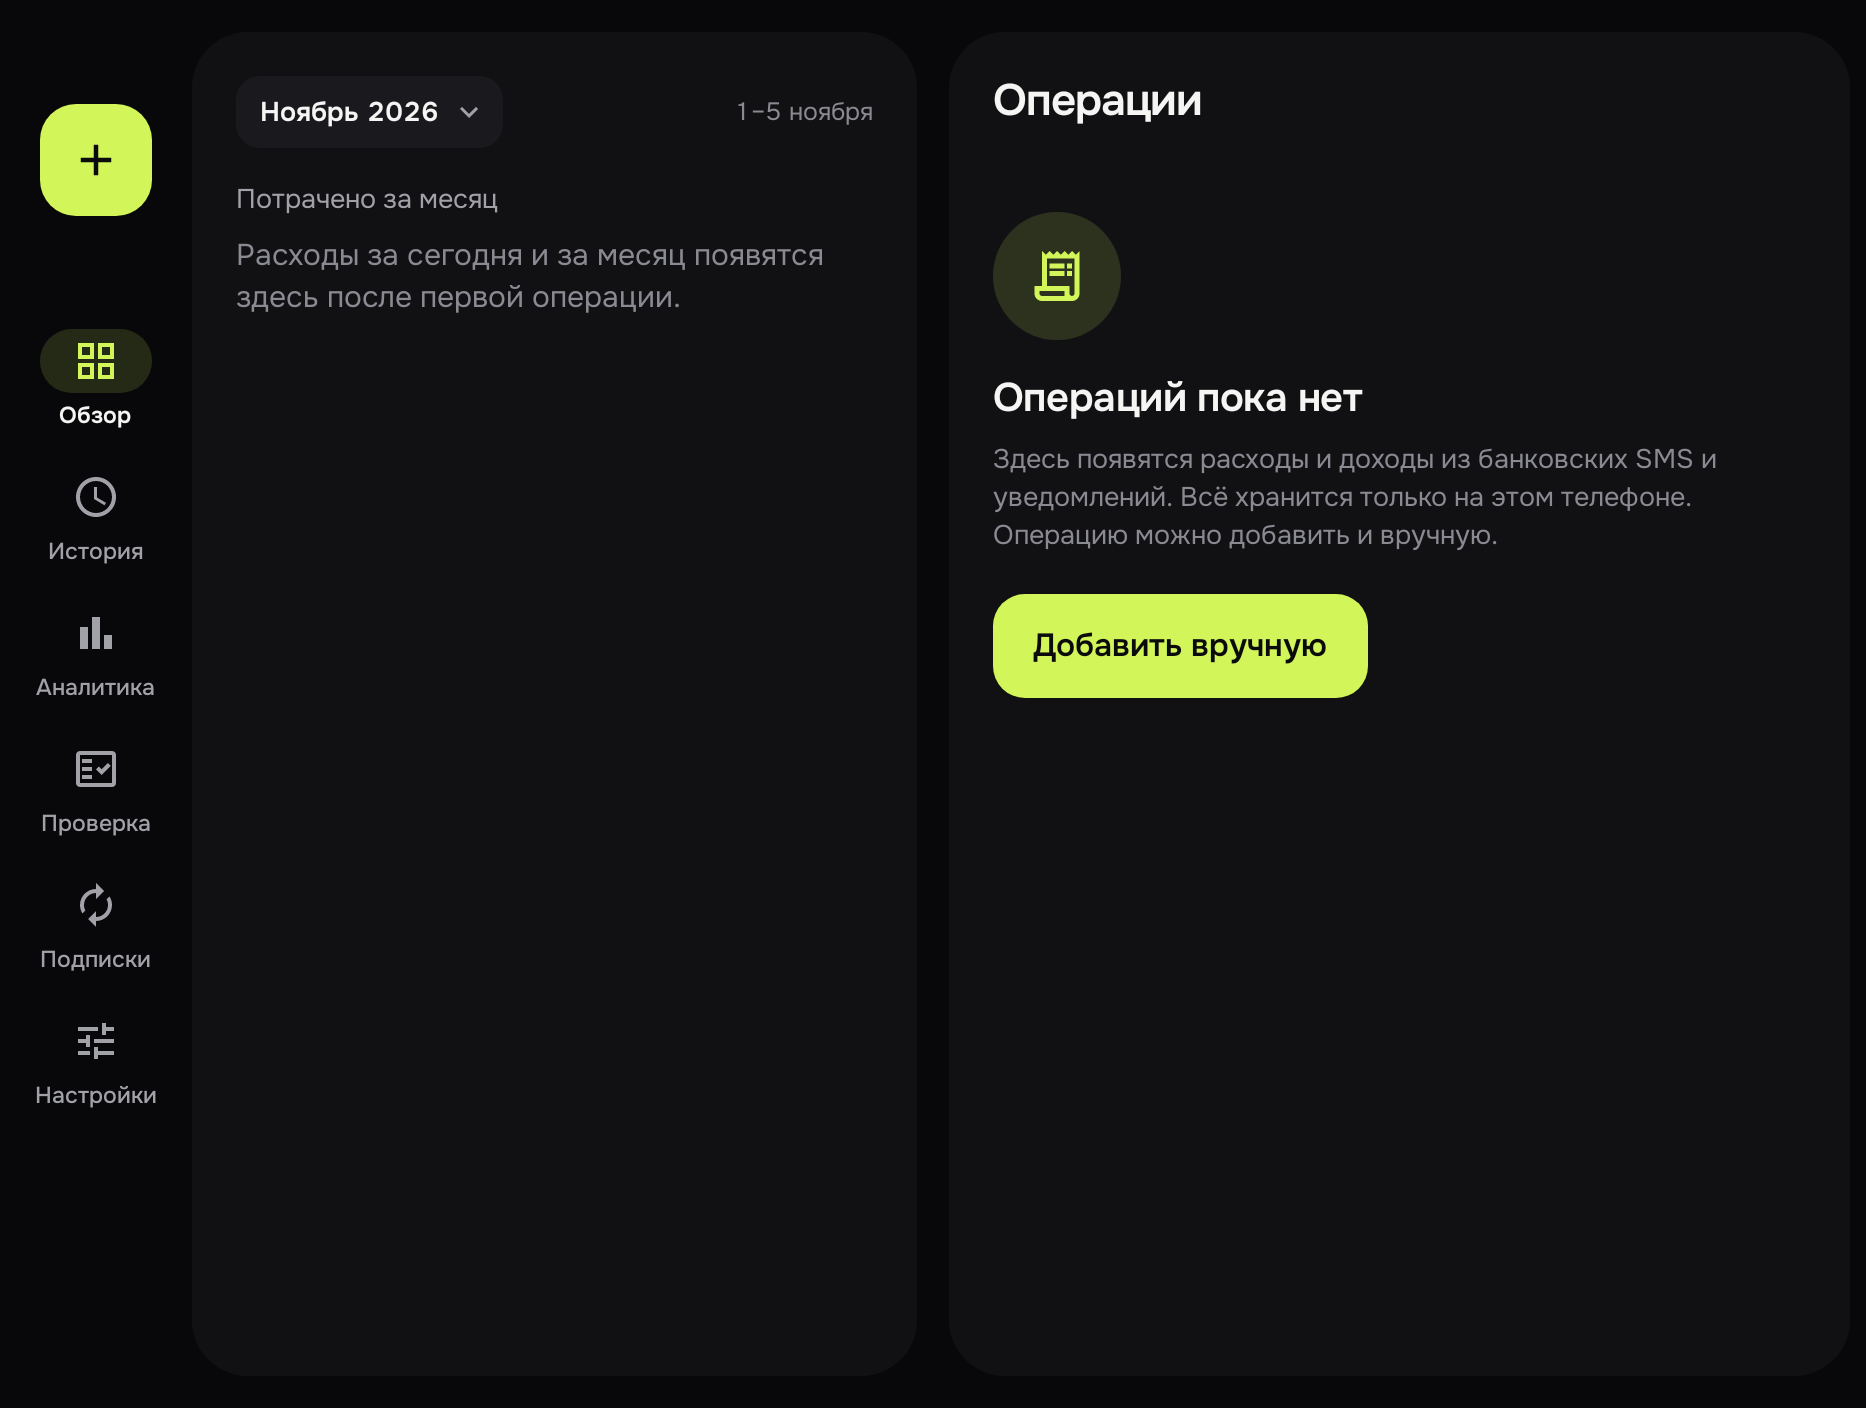 Обзор
История
Аналитика
Проверка
Подписки
Настройки
Ноябрь 2026
1–5 ноября
Потрачено за месяц
Расходы за сегодня и за месяц появятся
здесь после первой операции.
Операции
Операций пока нет
Здесь появятся расходы и доходы из банковских SMS и
уведомлений. Всё хранится только на этом телефоне.
Операцию можно добавить и вручную.
Добавить вручную